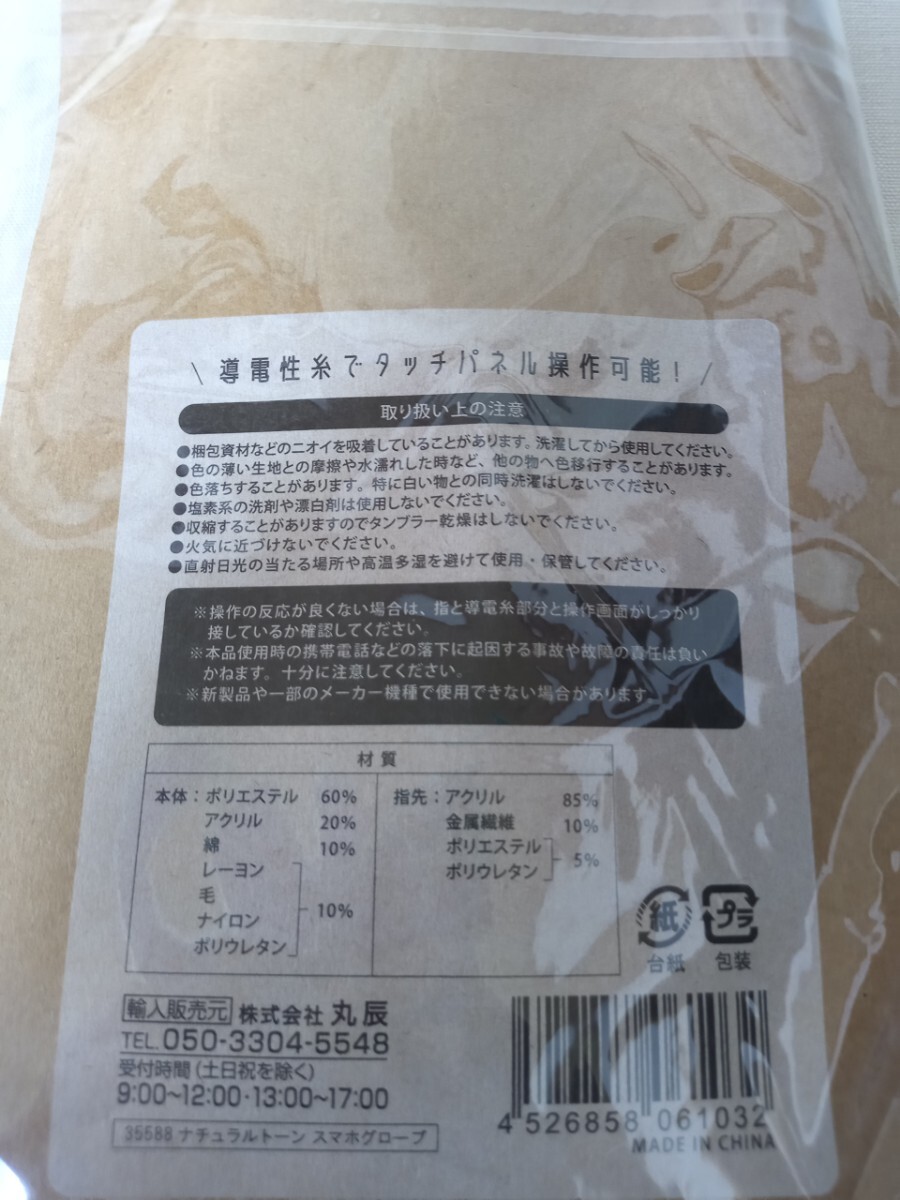 \ 導電性糸でタッチパネル操作可能! /
取り扱い上の注意
●梱包資材などのニオイを吸着していることがあります。洗濯してから使用してください。
●色の薄い生地との摩擦や水濡れした時など、他の物へ色移行することがあります。
●色落ちすることがあります。特に白い物との同時洗濯はしないでください。
●塩素系の洗剤や漂白剤は使用しないでください。
●収縮することがありますのでタンブラー乾燥はしないでください。
●火気に近づけないでください。
●直射日光の当たる場所や高温多湿を避けて使用・保管してください。
※操作の反応が良くない場合は、指と導電糸部分と操作画面がしっかり
接しているか確認してください。
※本品使用時の携帯電話などの落下に起因する事故や故障の責任は負い
かねます。十分に注意してください。
※新製品や一部のメーカー機種で使用できない場合があります。
材質
本体：ポリエステル 60%
アクリル 20%
綿 10%
レーヨン
毛
ナイロン
ポリウレタン
10%
指先：アクリル 85%
金属繊維 10%
ポリエステル
ポリウレタン
5%
紙
台紙
プラ
包装
輸入販売元 株式会社 丸辰
TEL.050-3304-5548
受付時間（土日祝を除く）
9:00〜12:00・13:00〜17:00
35588 ナチュラルトーン スマホグローブ
4 526858 061032
MADE IN CHINA